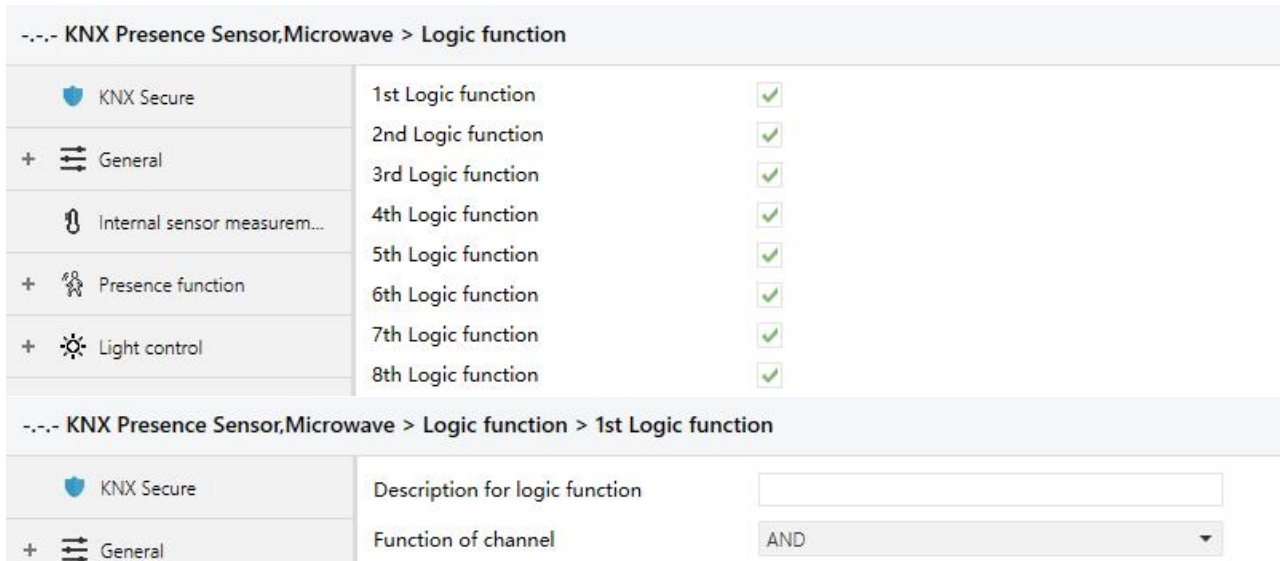 -.-.- KNX Presence Sensor,Microwave > Logic function
KNX Secure
+ General
Internal sensor measurem...
+ Presence function
+ Light control
1st Logic function
2nd Logic function
3rd Logic function
4th Logic function
5th Logic function
6th Logic function
7th Logic function
8th Logic function
-.-.- KNX Presence Sensor,Microwave > Logic function > 1st Logic function
KNX Secure
+ General
Description for logic function
Function of channel AND